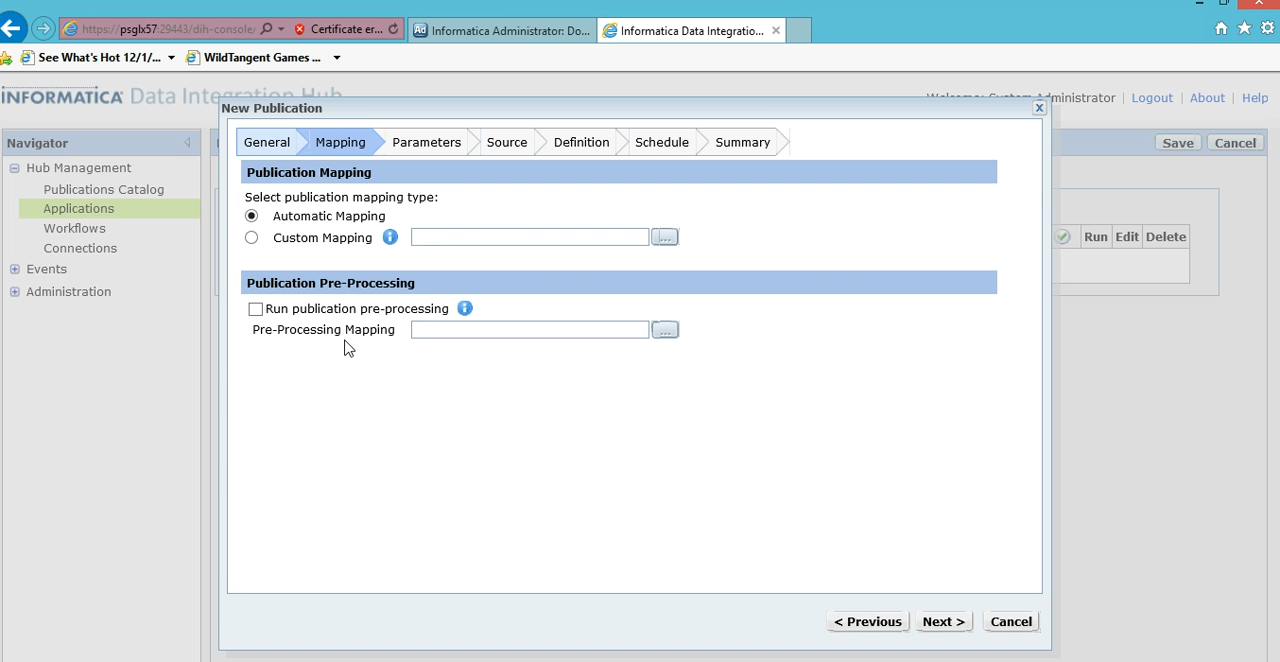 https://psglx57:29443/dih-console/ Certificate er... Informatica Administrator: Do... Informatica Data Integratio...
See What's Hot 12/1/... WildTangent Games ...
INFORMATICA Data Integration Hub
Administrator | Logout | About | Help
New Publication
Navigator
General Mapping Parameters Source Definition Schedule Summary
Save Cancel
Hub Management
Publications Catalog
Applications
Workflows
Connections
Events
Administration
Publication Mapping
Select publication mapping type:
Automatic Mapping
Custom Mapping ...
Run Edit Delete
Publication Pre-Processing
Run publication pre-processing
Pre-Processing Mapping ...
< Previous Next > Cancel